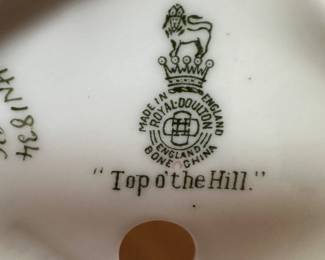 MADE IN ENGLAND
ROYAL·DOULTON
ENGLAND
BONE CHINA
"Top o'the Hill."
HN1834